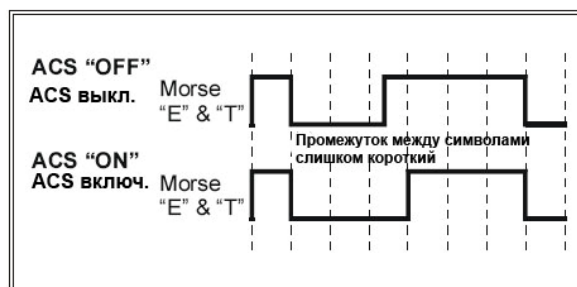 ACS “OFF”
ACS выкл.
Morse
“E” & “T”
Промежуток между символами
слишком короткий
ACS “ON”
ACS включ.
Morse
“E” & “T”